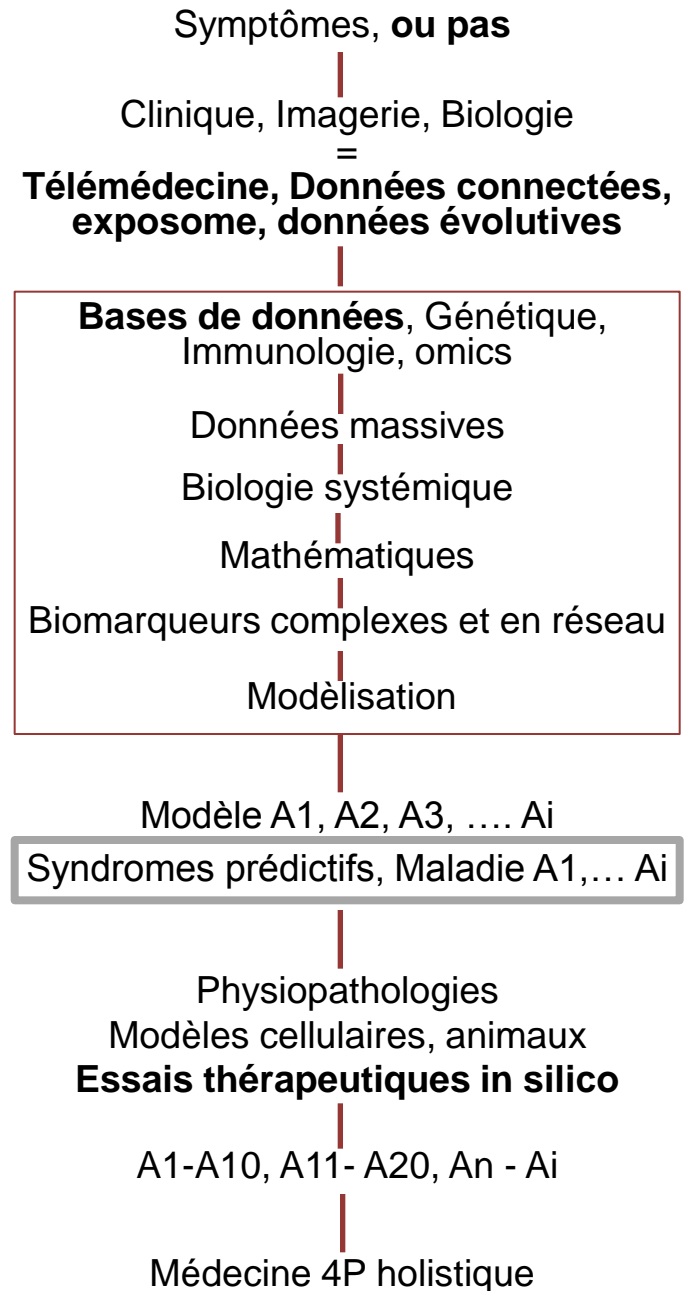 Symptômes, ou pas
Clinique, Imagerie, Biologie
=
Télémédecine, Données connectées,
exposome, données évolutives
Bases de données, Génétique,
Immunologie, omics
Données massives
Biologie systémique
Mathématiques
Biomarqueurs complexes et en réseau
Modèlisation
Modèle A1, A2, A3, …. Ai
Syndromes prédictifs, Maladie A1,… Ai
Physiopathologies
Modèles cellulaires, animaux
Essais thérapeutiques in silico
A1-A10, A11- A20, An - Ai
Médecine 4P holistique